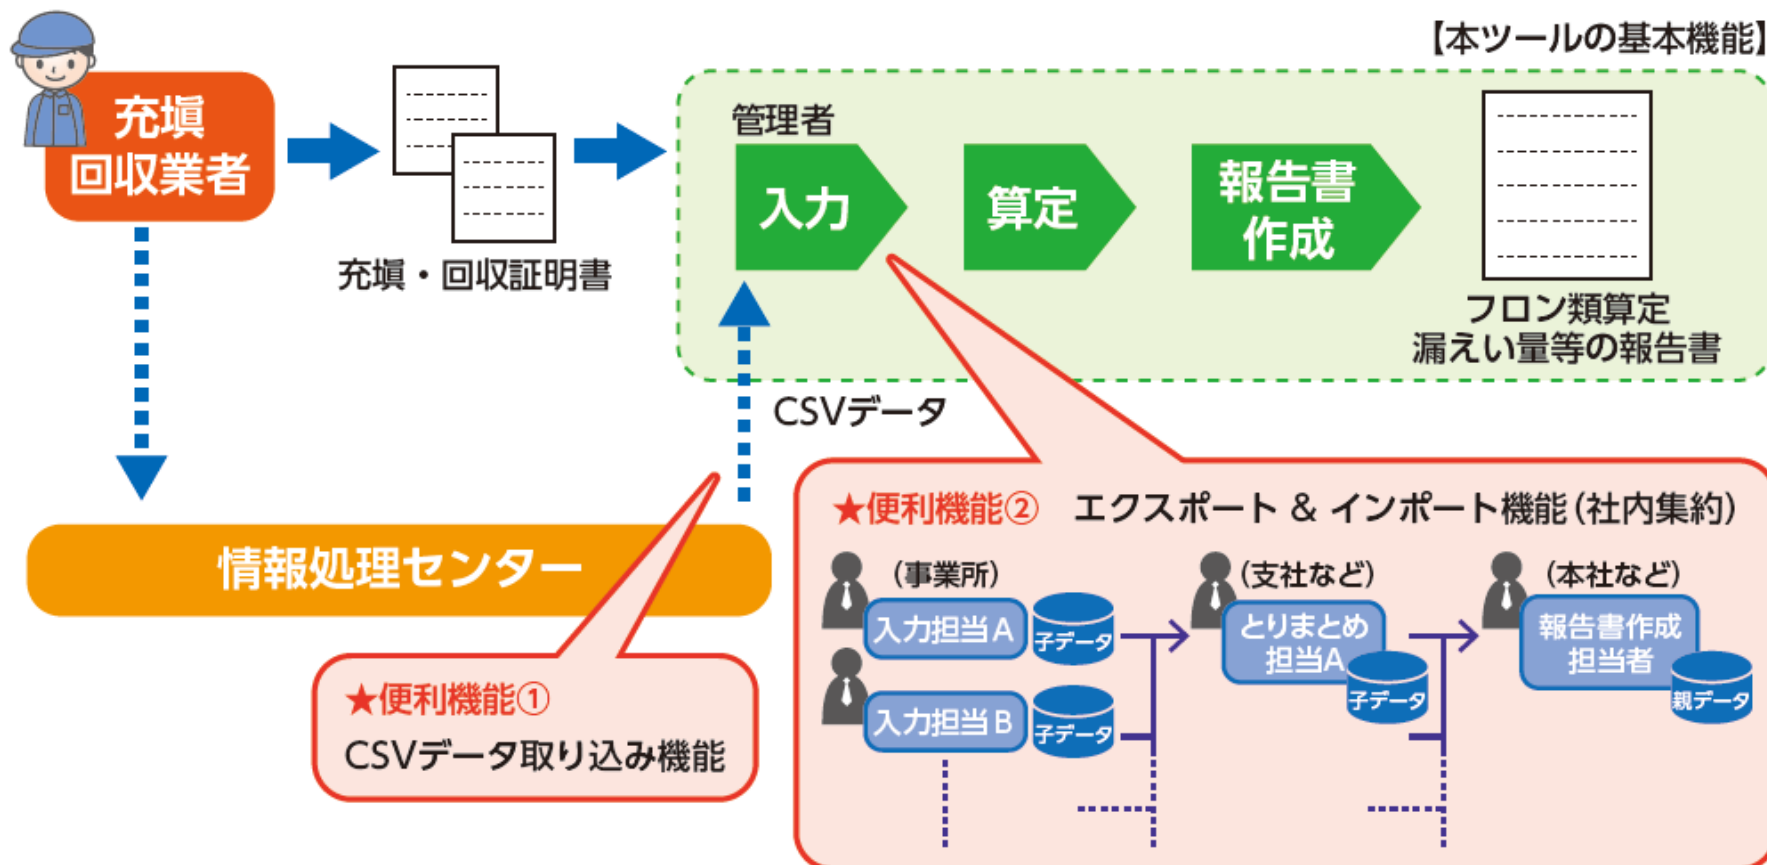 【本ツールの基本機能】
充塡
回収業者
充塡・回収証明書
管理者
入力
算定
報告書
作成
フロン類算定
漏えい量等の報告書
CSVデータ
情報処理センター
★便利機能①
CSVデータ取り込み機能
★便利機能② エクスポート & インポート機能(社内集約)
(事業所)
入力担当A
子データ
入力担当B
子データ
(支社など)
とりまとめ
担当A
子データ
(本社など)
報告書作成
担当者
親データ